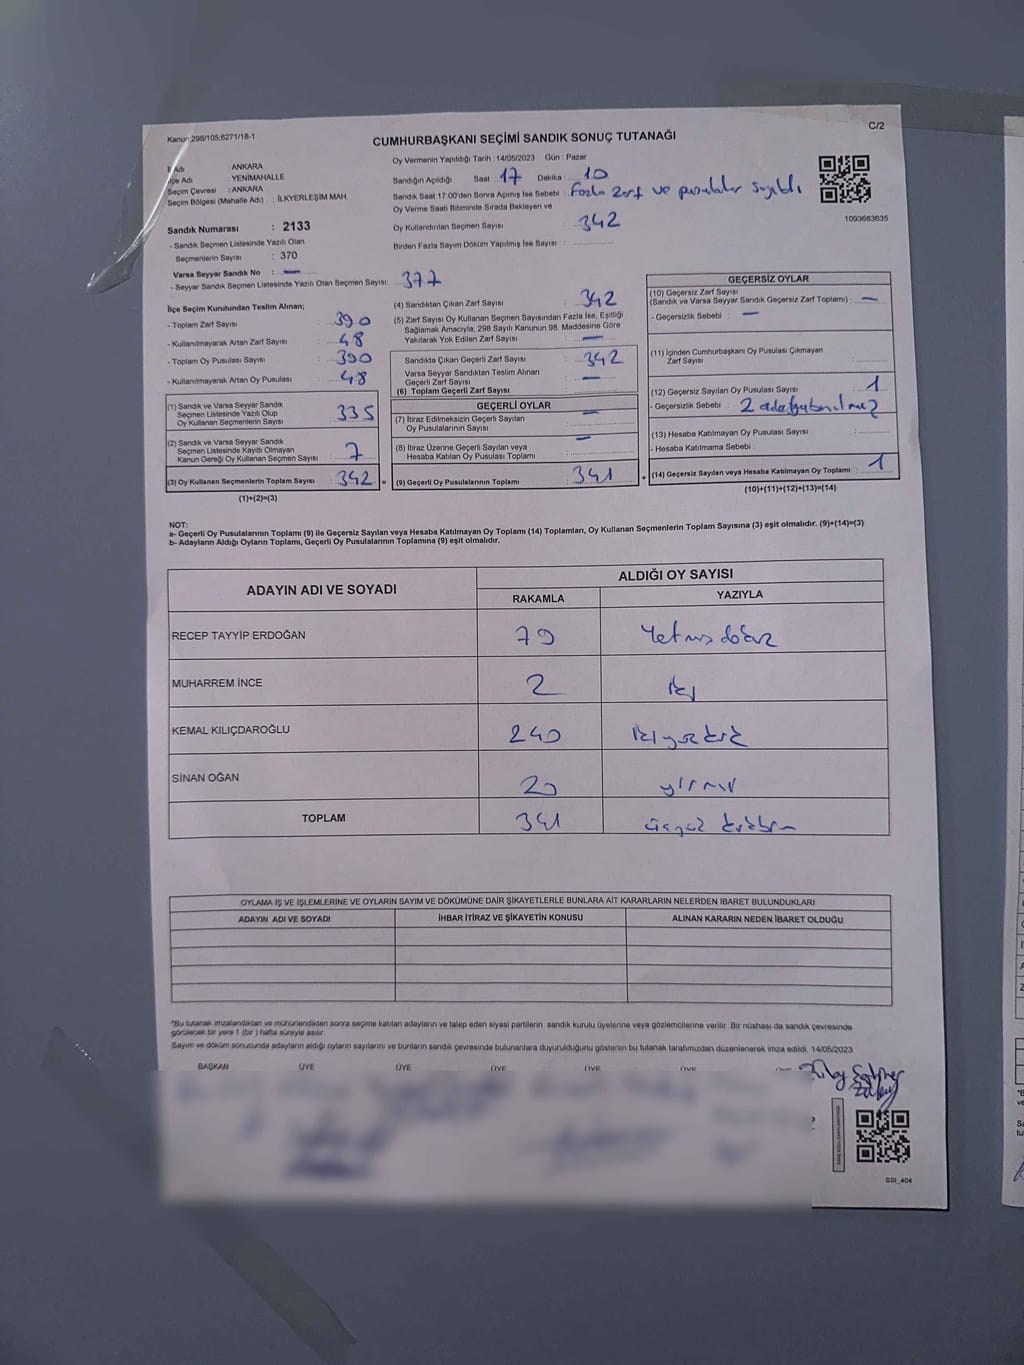 Kanun:298/105;6271/18-1
C/2
CUMHURBAŞKANI SEÇİMİ SANDIK SONUÇ TUTANAĞI
İl Adı : ANKARA
İlçe Adı : YENİMAHALLE
Seçim Çevresi : ANKARA
Seçim Bölgesi (Mahalle Adı) : İLKYERLEŞİM MAH.
Oy Vermenin Yapıldığı Tarih : 14/05/2023 Gün : Pazar
Sandığın Açıldığı Saat : 17 Dakika : 10
Sandık Saat 17.00'den Sonra Açımış İse Sebebi : Fazla zarf ve pusulalar sayıldı
Oy Verme Saati Bitiminde Sırada Bekleyen ve
Oy Kullandırılan Seçmen Sayısı : 342
Birden Fazla Sayım Döküm Yapılmış İse Sayısı :
1093683635
Sandık Numarası : 2133
- Sandık Seçmen Listesinde Yazılı Olan
Seçmenlerin Sayısı : 370
Varsa Seyyar Sandık No : —
- Seyyar Sandık Seçmen Listesinde Yazılı Olan Seçmen Sayısı: 377
İlçe Seçim Kurulundan Teslim Alınan;
- Toplam Zarf Sayısı : 390
- Kullanılmayarak Artan Zarf Sayısı : 48
- Toplam Oy Pusulası Sayısı : 390
- Kullanılmayarak Artan Oy Pusulası : 48
(1) Sandık ve Varsa Seyyar Sandık
Seçmen Listesinde Yazılı Olup
Oy Kullanan Seçmenlerin Sayısı : 335
(2) Sandık ve Varsa Seyyar Sandık
Seçmen Listesinde Kayıtlı Olmayan
Kanun Gereği Oy Kullanan Seçmen Sayısı : 7
(3) Oy Kullanan Seçmenlerin Toplam Sayısı : 342 =
(1)+(2)=(3)
(4) Sandıktan Çıkan Zarf Sayısı : 342
(5) Zarf Sayısı Oy Kullanan Seçmen Sayısından Fazla İse, Eşitliği
Sağlamak Amacıyla; 298 Sayılı Kanunun 98. Maddesine Göre
Yakılarak Yok Edilen Zarf Sayısı : —
Sandıkta Çıkan Geçerli Zarf Sayısı : 342
Varsa Seyyar Sandıktan Teslim Alınan
Geçerli Zarf Sayısı : —
(6) Toplam Geçerli Zarf Sayısı :
GEÇERLİ OYLAR
(7) İtiraz Edilmeksizin Geçerli Sayılan
Oy Pusulalarının Sayısı : —
(8) İtiraz Üzerine Geçerli Sayılan veya
Hesaba Katılan Oy Pusulası Toplamı : —
(9) Geçerli Oy Pusulalarının Toplamı : 341 +
GEÇERSİZ OYLAR
(10) Geçersiz Zarf Sayısı
(Sandık ve Varsa Seyyar Sandık Geçersiz Zarf Toplamı) : —
- Geçersizlik Sebebi : —
(11) İçinden Cumhurbaşkanı Oy Pusulası Çıkmayan
Zarf Sayısı :
(12) Geçersiz Sayılan Oy Pusulası Sayısı : 1
- Geçersizlik Sebebi : 2 aday
(13) Hesaba Katılmayan Oy Pusulası Sayısı :
- Hesaba Katılmama Sebebi :
(14) Geçersiz Sayılan veya Hesaba Katılmayan Oy Toplamı : 1
(10)+(11)+(12)+(13)=(14)
NOT:
a- Geçerli Oy Pusulalarının Toplamı (9) ile Geçersiz Sayılan veya Hesaba Katılmayan Oy Toplamı (14) Toplamları, Oy Kullanan Seçmenlerin Toplam Sayısına (3) eşit olmalıdır. (9)+(14)=(3)
b- Adayların Aldığı Oyların Toplamı, Geçerli Oy Pusulalarının Toplamına (9) eşit olmalıdır.
ADAYIN ADI VE SOYADI ALDIĞI OY SAYISI
RAKAMLA YAZIYLA
RECEP TAYYİP ERDOĞAN 79 Yetmiş dokuz
MUHARREM İNCE 2 iki
KEMAL KILIÇDAROĞLU 240 ikiyüz kırk
SİNAN OĞAN 20 yirmi
TOPLAM 341 üçyüz kırkbir
OYLAMA İŞ VE İŞLEMLERİNE VE OYLARIN SAYIM VE DÖKÜMÜNE DAİR ŞİKAYETLERLE BUNLARA AİT KARARLARIN NELERDEN İBARET BULUNDUKLARI
ADAYIN ADI VE SOYADI İHBAR İTİRAZ VE ŞİKAYETİN KONUSU ALINAN KARARIN NEDEN İBARET OLDUĞU
*Bu tutanak imzalandıktan ve mühürlendikten sonra seçime katılan adayların ve talep eden siyasi partilerin sandık kurulu üyelerine veya gözlemcilerine verilir. Bir nüshası da sandık çevresinde
görülecek bir yere 1 (bir ) hafta süreyle asılır.
Sayım ve döküm sonucunda adayların aldığı oyların sayılarını ve bunların sandık çevresinde bulunanlara duyurulduğunu gösteren bu tutanak tarafımızdan düzenlenerek imza edildi. 14/05/2023
BAŞKAN ÜYE ÜYE ÜYE ÜYE ÜYE ÜYE
GSI_404